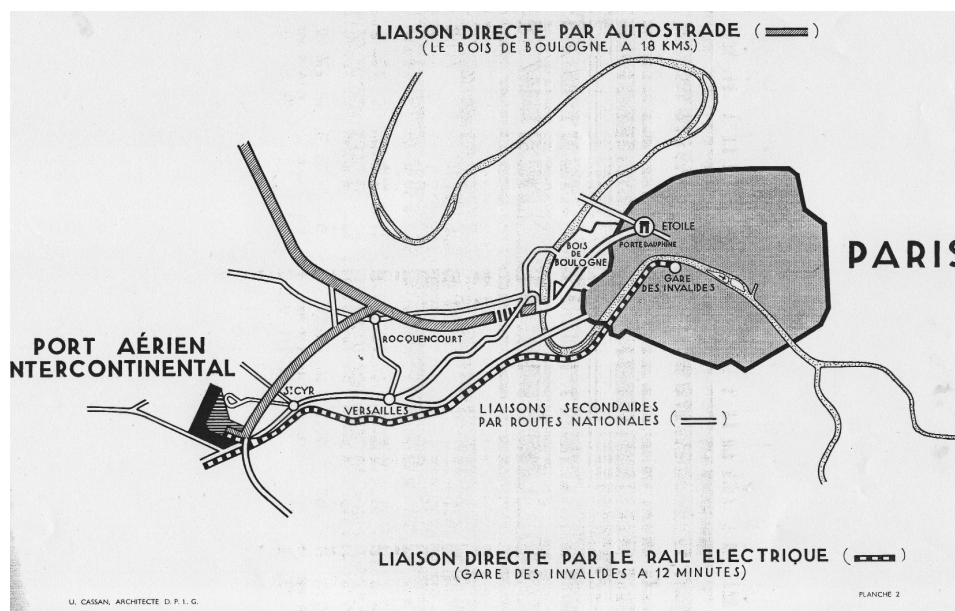 LIAISON DIRECTE PAR AUTOSTRADE ( )
(LE BOIS DE BOULOGNE A 18 KMS.)
ETOILE
PORTE DAUPHINE
BOIS
DE
BOULOGNE
PARIS
GARE
DES INVALIDES
ROCQUENCOURT
PORT AÉRIEN
INTERCONTINENTAL
ST CYR
VERSAILLES
LIAISONS SECONDAIRES
PAR ROUTES NATIONALES ( )
LIAISON DIRECTE PAR LE RAIL ELECTRIQUE ( )
(GARE DES INVALIDES A 12 MINUTES)
U. CASSAN, ARCHITECTE D. P. L. G.
PLANCHE 2